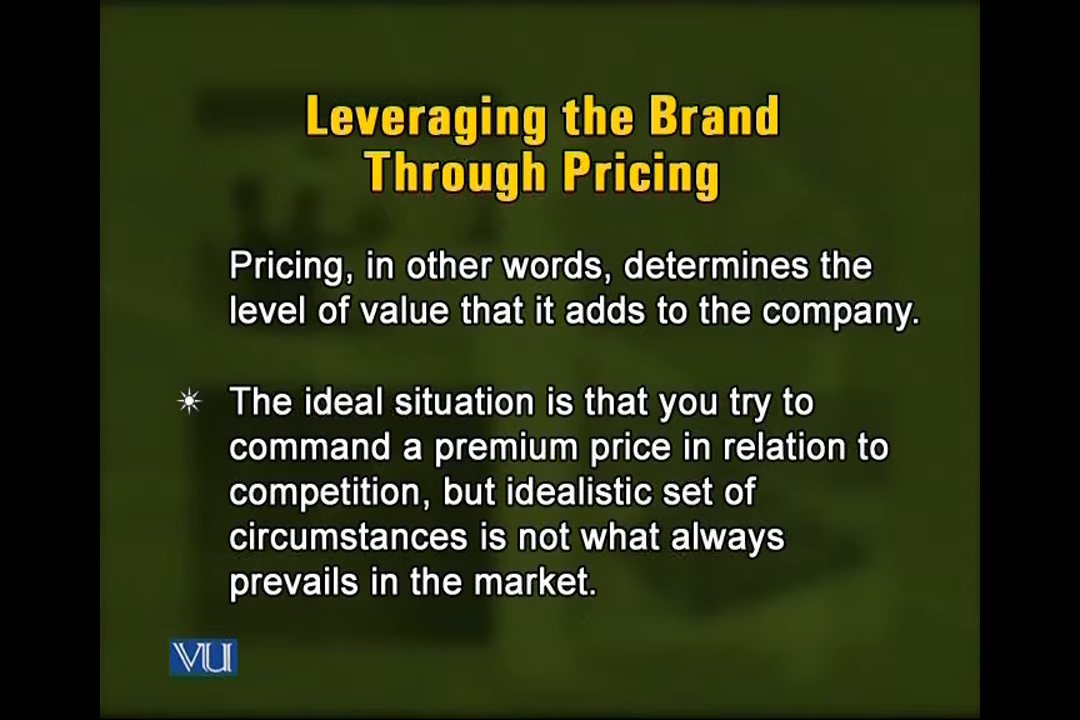 Leveraging the Brand
Through Pricing
Pricing, in other words, determines the
level of value that it adds to the company.
The ideal situation is that you try to
command a premium price in relation to
competition, but idealistic set of
circumstances is not what always
prevails in the market.
VU